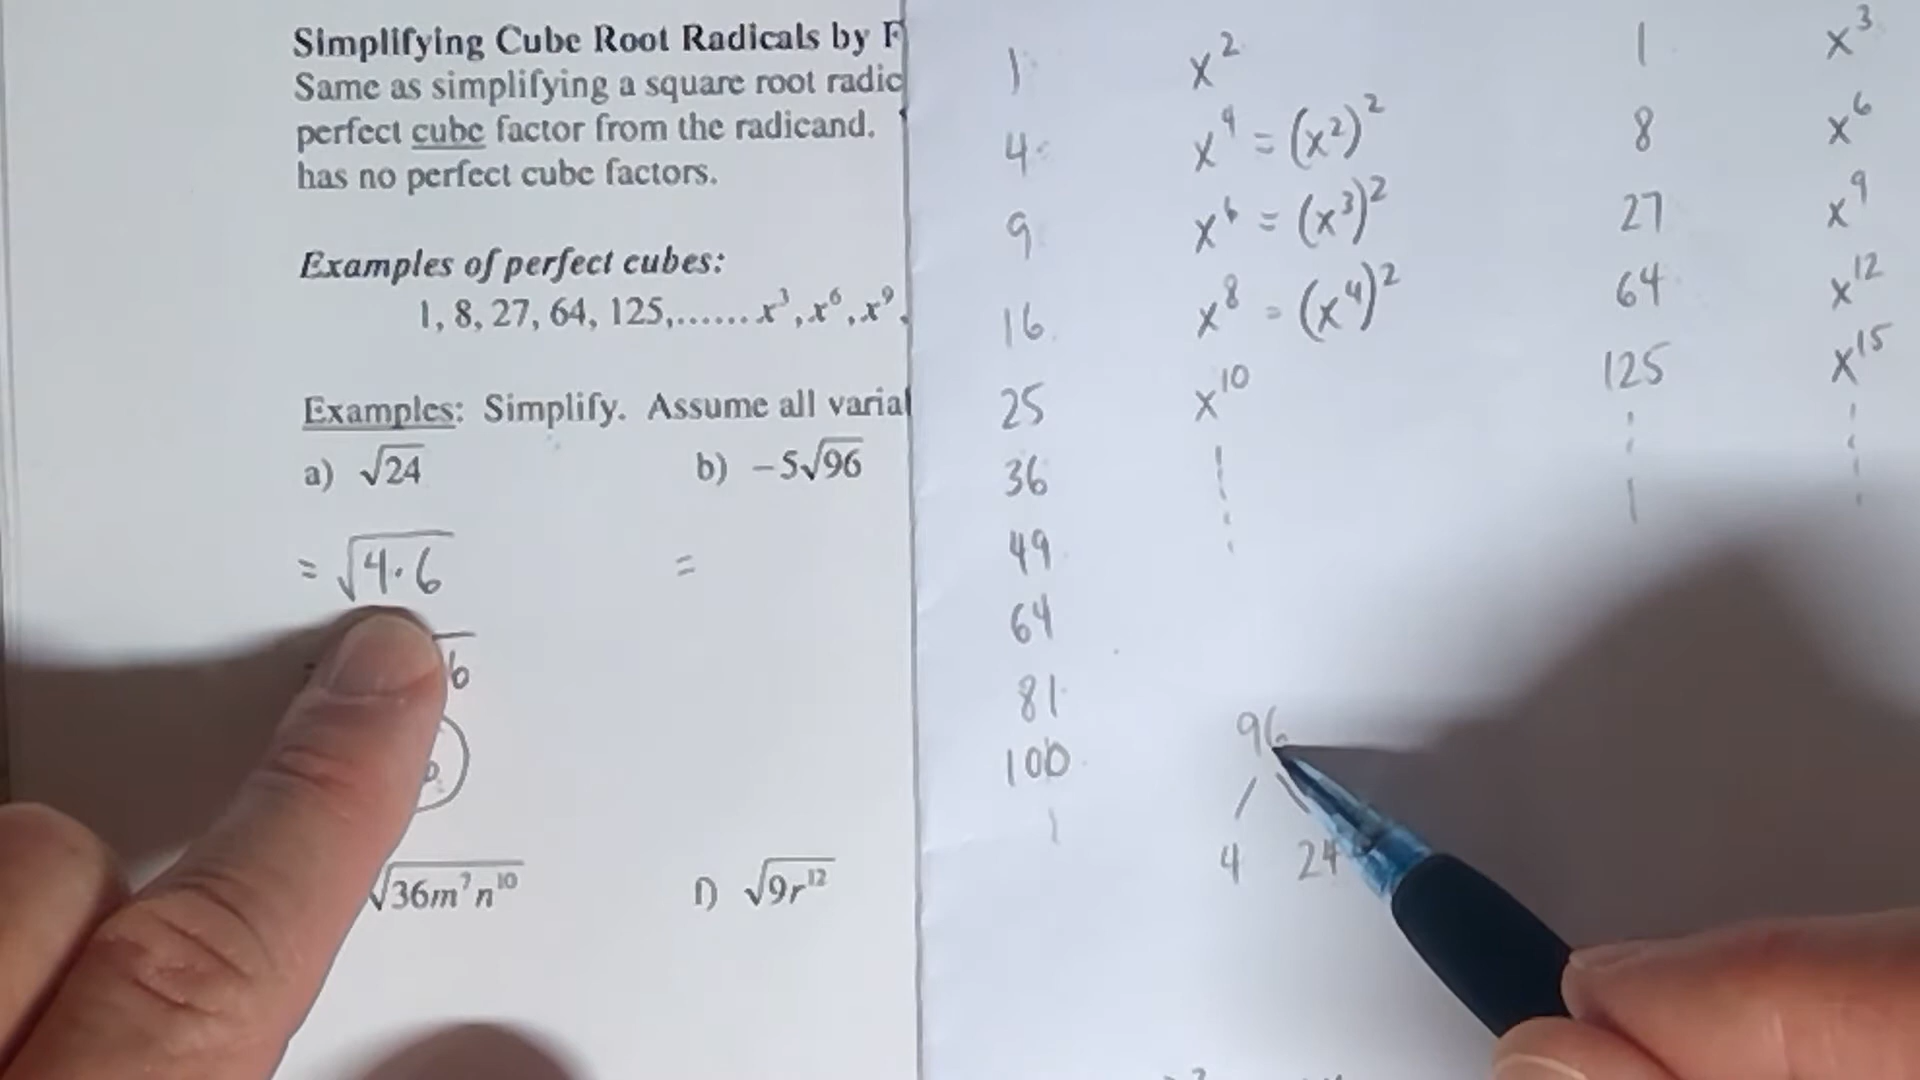 Simplifying Cube Root Radicals by F
Same as simplifying a square root radic
perfect cube factor from the radicand.
has no perfect cube factors.
Examples of perfect cubes:
1, 8, 27, 64, 125,......x³, x⁶, x⁹,
Examples: Simplify. Assume all varia
a) √24
b) −5√96
= √4·6
=
6
√36m⁷n¹⁰
f) √9r¹²
1 x² 1 x³
4 x⁴ = (x²)² 8 x⁶
9 x⁶ = (x³)² 27 x⁹
16 x⁸ = (x⁴)² 64 x¹²
25 x¹⁰ 125 x¹⁵
36
49
64
81
100
96
4 24